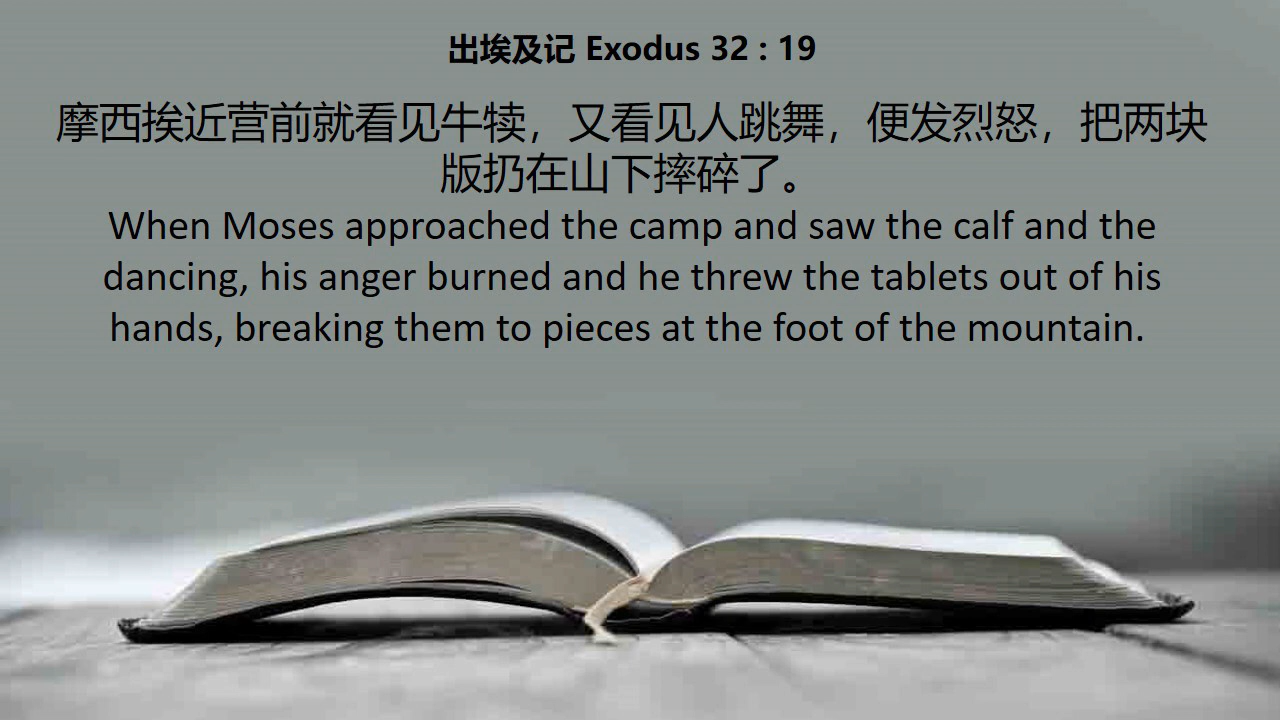 出埃及记 Exodus 32 : 19
摩西挨近营前就看见牛犊，又看见人跳舞，便发烈怒，把两块
版扔在山下摔碎了。
When Moses approached the camp and saw the calf and the
dancing, his anger burned and he threw the tablets out of his
hands, breaking them to pieces at the foot of the mountain.